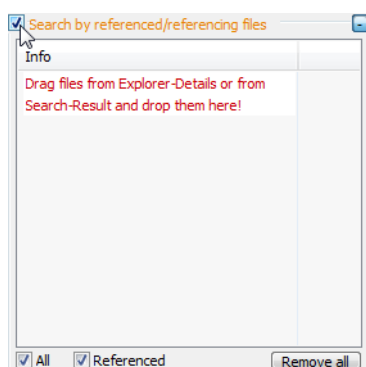 Search by referenced/referencing files
Info
Drag files from Explorer-Details or from
Search-Result and drop them here!
All Referenced Remove all